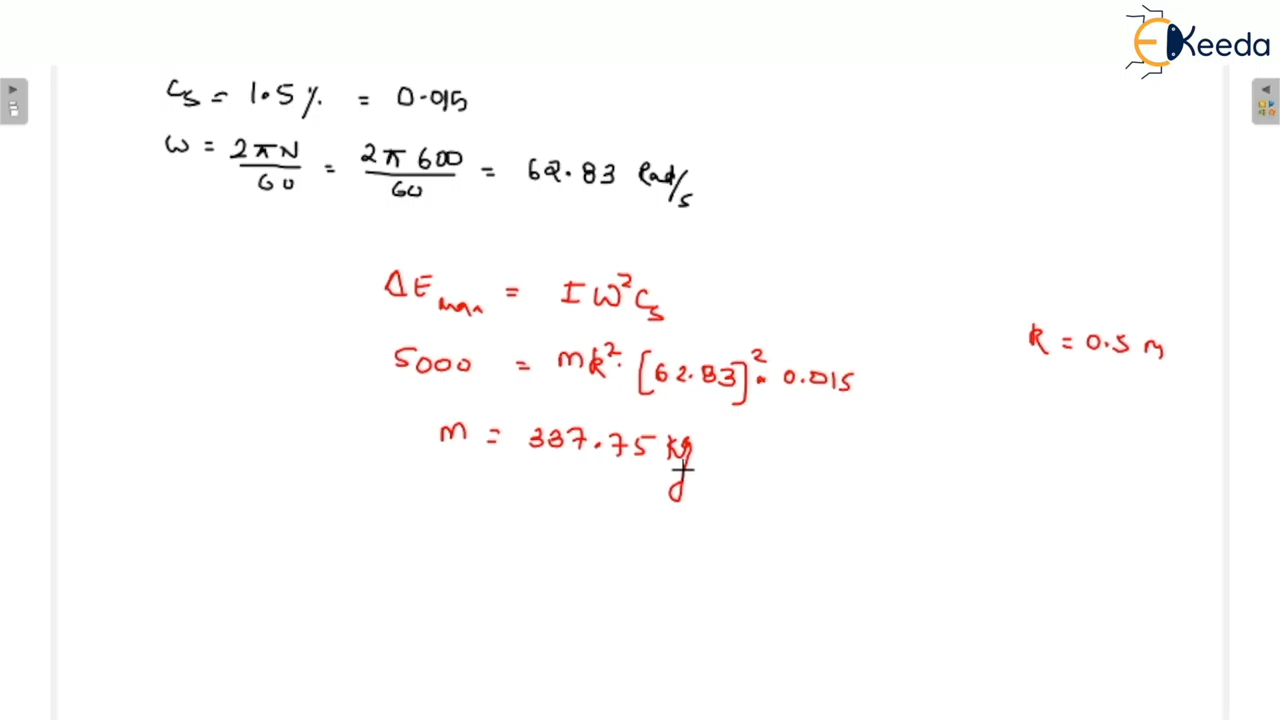 EKeeda
Cs = 1.5 % = 0.015
ω = 2πN/60 = 2π 600/60 = 62.83 Rad/s
ΔEmax = Iω²Cs
k = 0.5 m
5000 = mk². [62.83]². 0.015
m = 337.75 kg